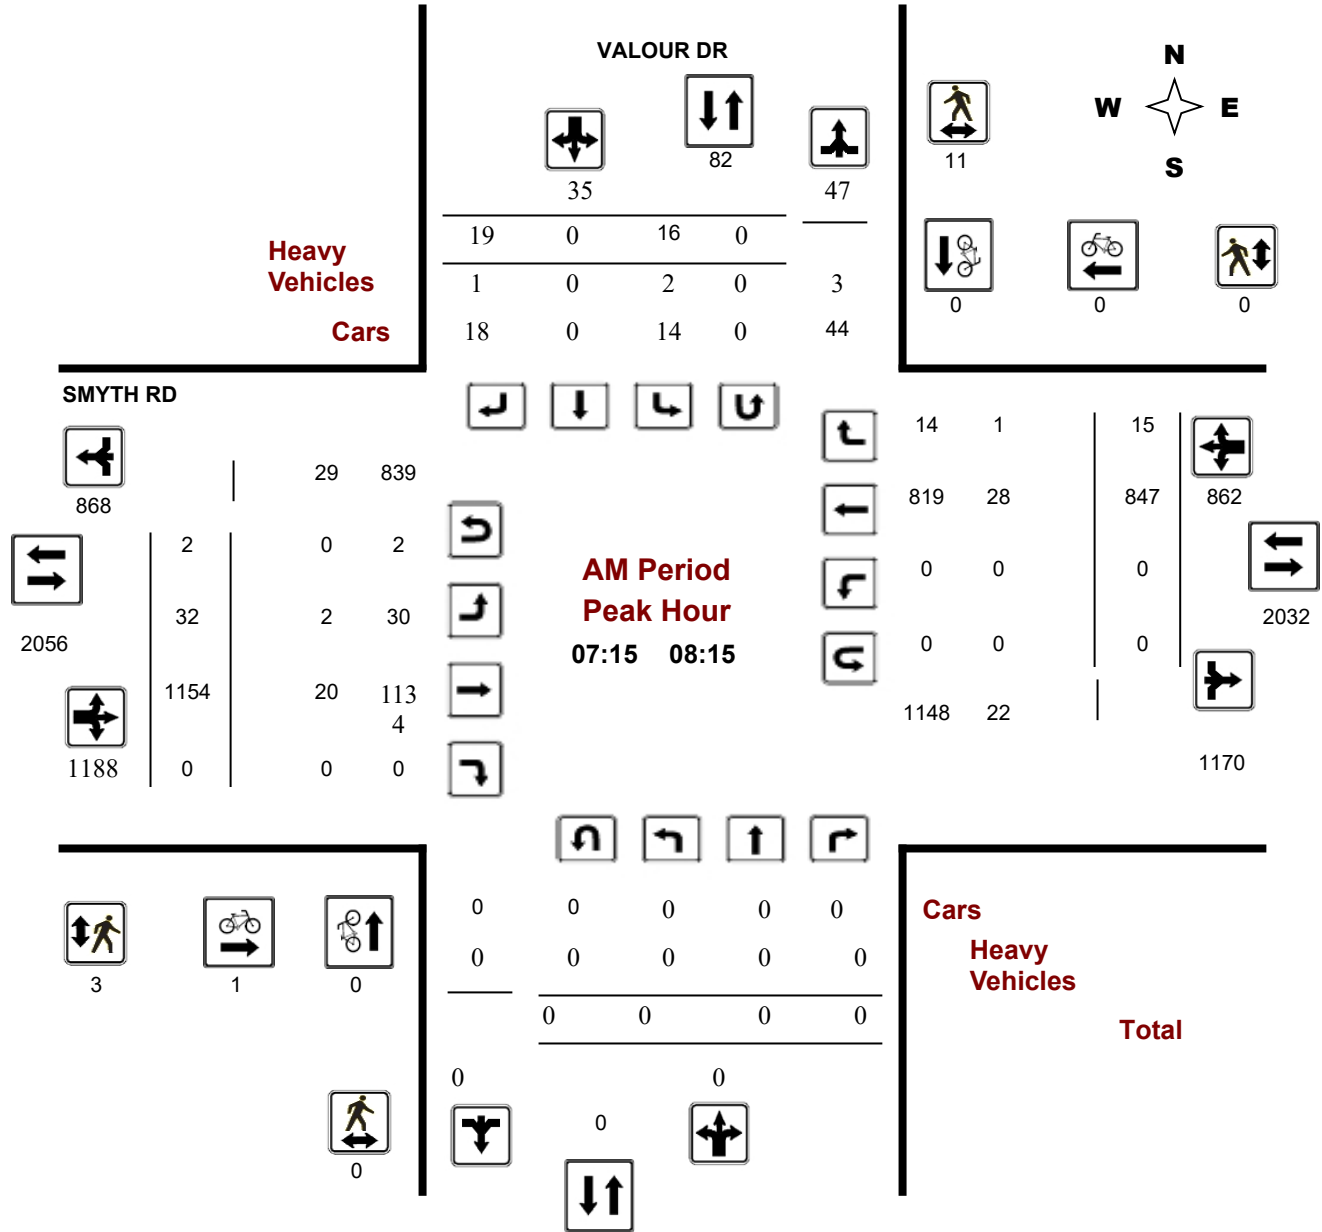 VALOUR DR
N
W E
S
82
11
35
47
19 0 16 0
Heavy
Vehicles
1 0 2 0 3
0 0 0
Cars
18 0 14 0 44
SMYTH RD
14 1 15
29 839
868
819 28 847 862
2 0 2
AM Period
0 0 0
Peak Hour
32 2 30
2032
2056
07:15 08:15
0 0 0
1154 20 113
4
1148 22
1188 0 0 0
1170
0 0 0 0 0
Cars
0 0 0 0 0
Heavy
Vehicles
3 1 0
0 0 0 0
Total
0 0
0
0